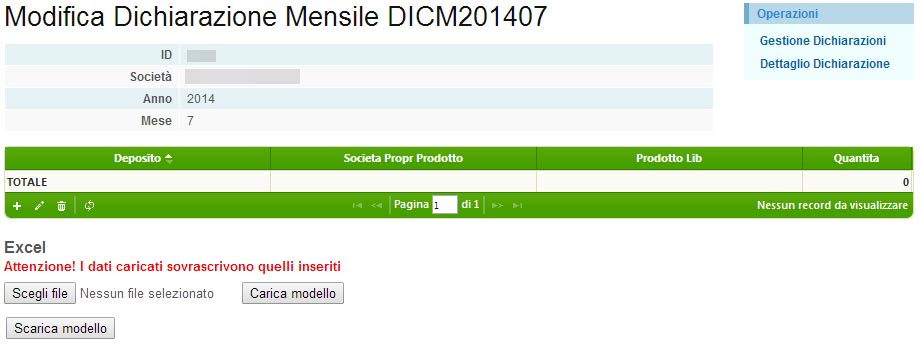 Modifica Dichiarazione Mensile DICM201407
Operazioni
Gestione Dichiarazioni
Dettaglio Dichiarazione
ID
Società
Anno 2014
Mese 7
Deposito Societa Propr Prodotto Prodotto Lib Quantita
TOTALE 0
Pagina 1 di 1 Nessun record da visualizzare
Excel
Attenzione! I dati caricati sovrascrivono quelli inseriti
Scegli file Nessun file selezionato Carica modello
Scarica modello